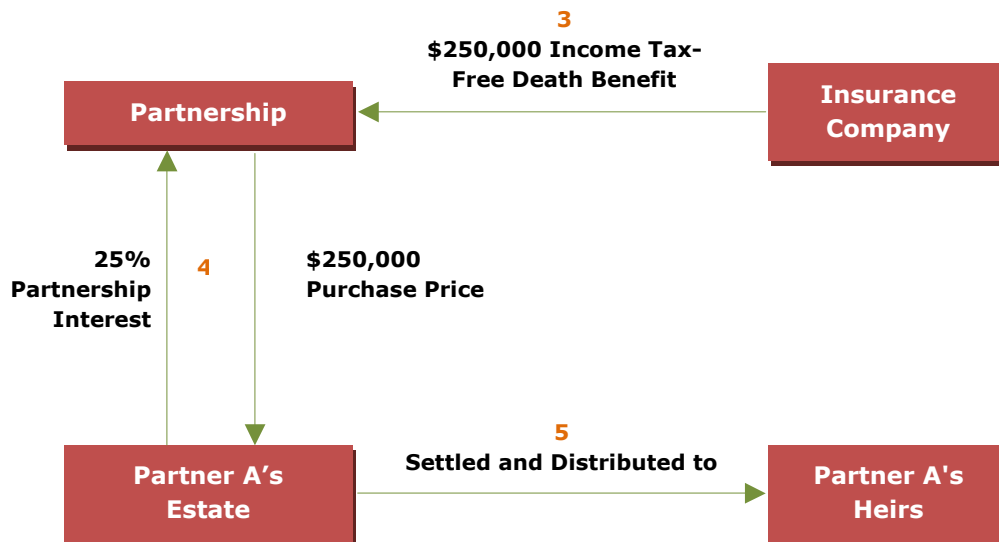 3
$250,000 Income Tax-
Free Death Benefit
Partnership
Insurance
Company
25%
Partnership
Interest
4
$250,000
Purchase Price
5
Settled and Distributed to
Partner A’s
Estate
Partner A's
Heirs